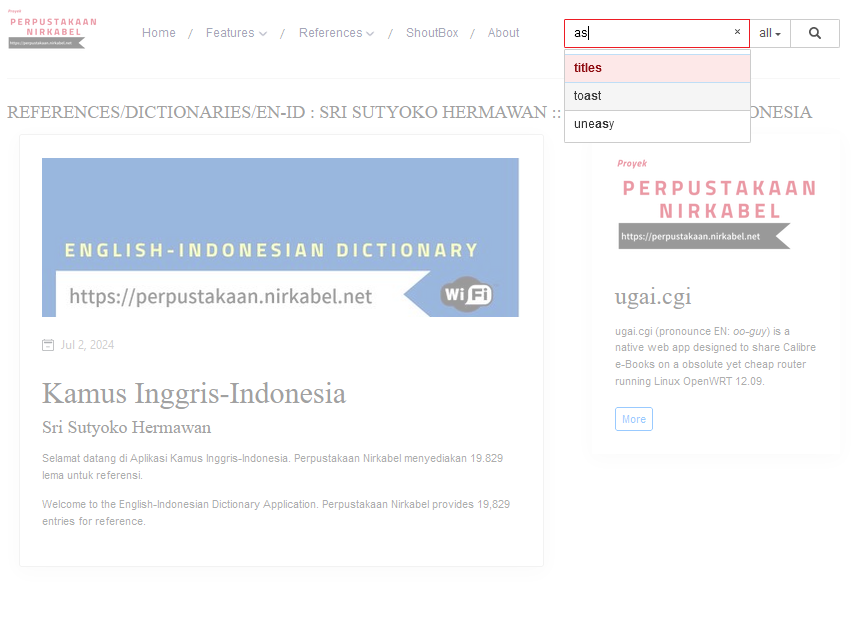 Proyek
PERPUSTAKAAN
NIRKABEL
https://perpustakaan.nirkabel.net
Home / Features / References / ShoutBox / About
as × all
titles
toast
uneasy
REFERENCES/DICTIONARIES/EN-ID : SRI SUTYOKO HERMAWAN :: ONESIA
ENGLISH-INDONESIAN DICTIONARY
https://perpustakaan.nirkabel.net
WiFi
Jul 2, 2024
Kamus Inggris-Indonesia
Sri Sutyoko Hermawan
Selamat datang di Aplikasi Kamus Inggris-Indonesia. Perpustakaan Nirkabel menyediakan 19.829
lema untuk referensi.
Welcome to the English-Indonesian Dictionary Application. Perpustakaan Nirkabel provides 19,829
entries for reference.
Proyek
PERPUSTAKAAN
NIRKABEL
https://perpustakaan.nirkabel.net
ugai.cgi
ugai.cgi (pronounce EN: oo-guy) is a
native web app designed to share Calibre
e-Books on a obsolute yet cheap router
running Linux OpenWRT 12.09.
More